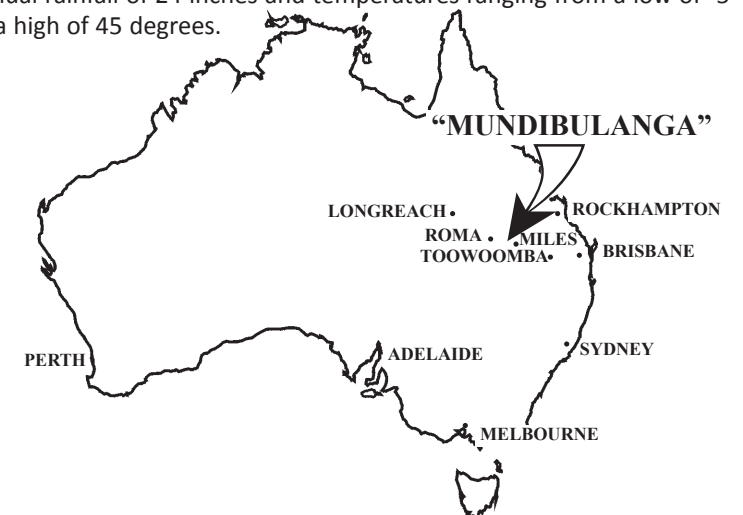 rainfall of 24 inches and temperatures ranging from a low of
a high of 45 degrees.
“MUNDIBULANGA”
LONGREACH
ROCKHAMPTON
ROMA
MILES
TOOWOOMBA
BRISBANE
PERTH
ADELAIDE
SYDNEY
MELBOURNE